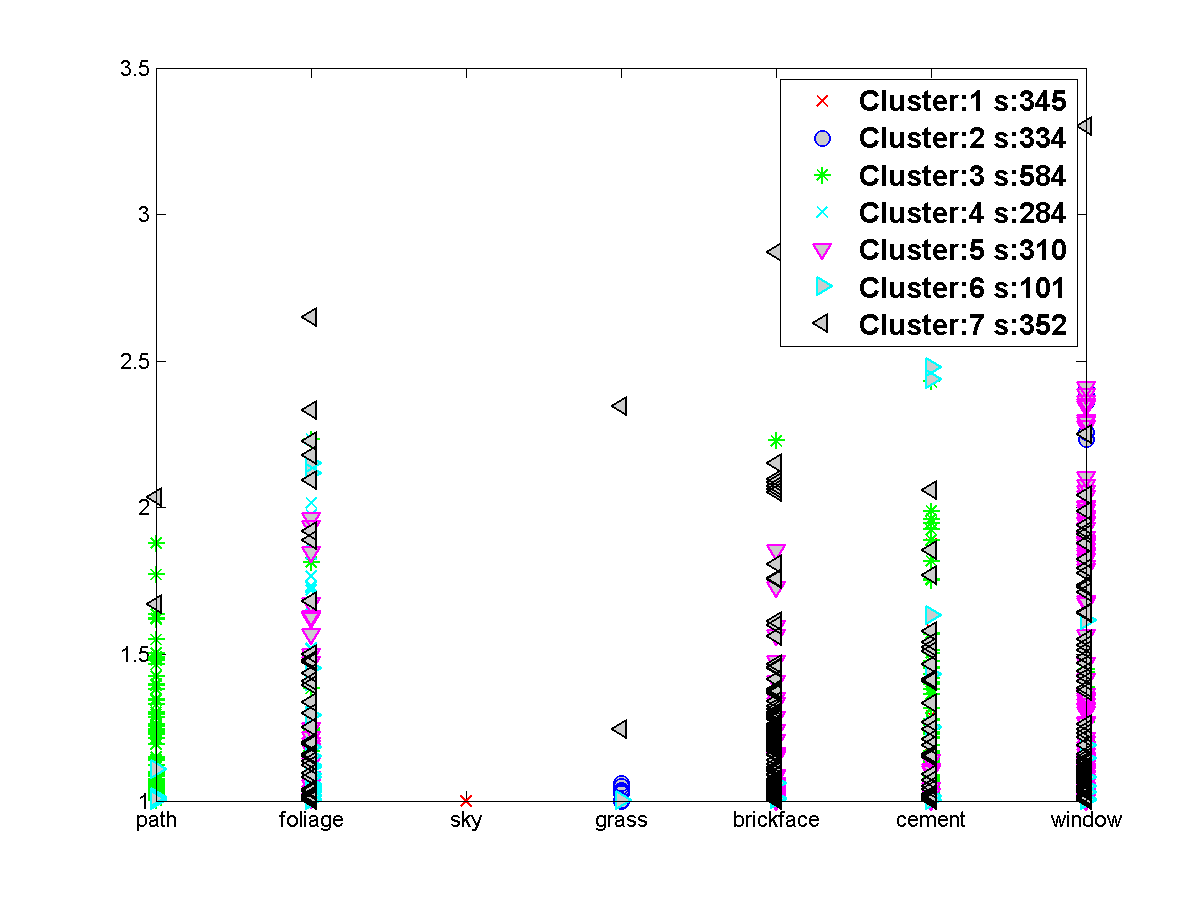 3.5
3
2.5
2
1.5
1
path foliage sky grass brickface cement window
Cluster:1 s:345
Cluster:2 s:334
Cluster:3 s:584
Cluster:4 s:284
Cluster:5 s:310
Cluster:6 s:101
Cluster:7 s:352